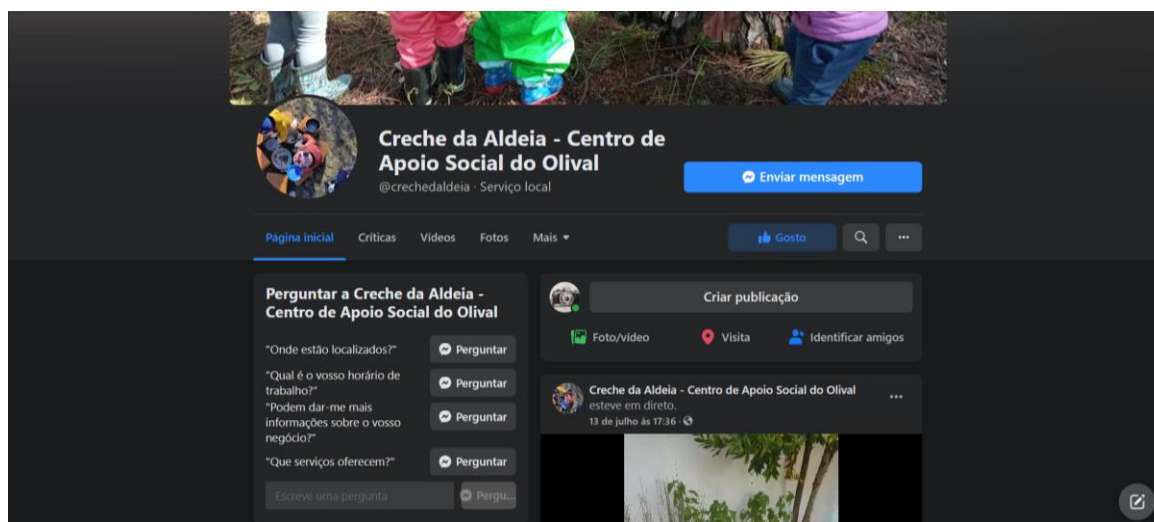 Creche da Aldeia - Centro de
Apoio Social do Olival
@crechedaldeia · Serviço local
Enviar mensagem
Página inicial
Críticas
Vídeos
Fotos
Mais
Gosto
Perguntar a Creche da Aldeia -
Centro de Apoio Social do Olival
"Onde estão localizados?"
Perguntar
"Qual é o vosso horário de
trabalho?"
Perguntar
"Podem dar-me mais
informações sobre o vosso
negócio?"
Perguntar
"Que serviços oferecem?"
Perguntar
Escreve uma pergunta
Pergu...
Criar publicação
Foto/vídeo
Visita
Identificar amigos
Creche da Aldeia - Centro de Apoio Social do Olival
esteve em direto.
13 de julho às 17:36 ·